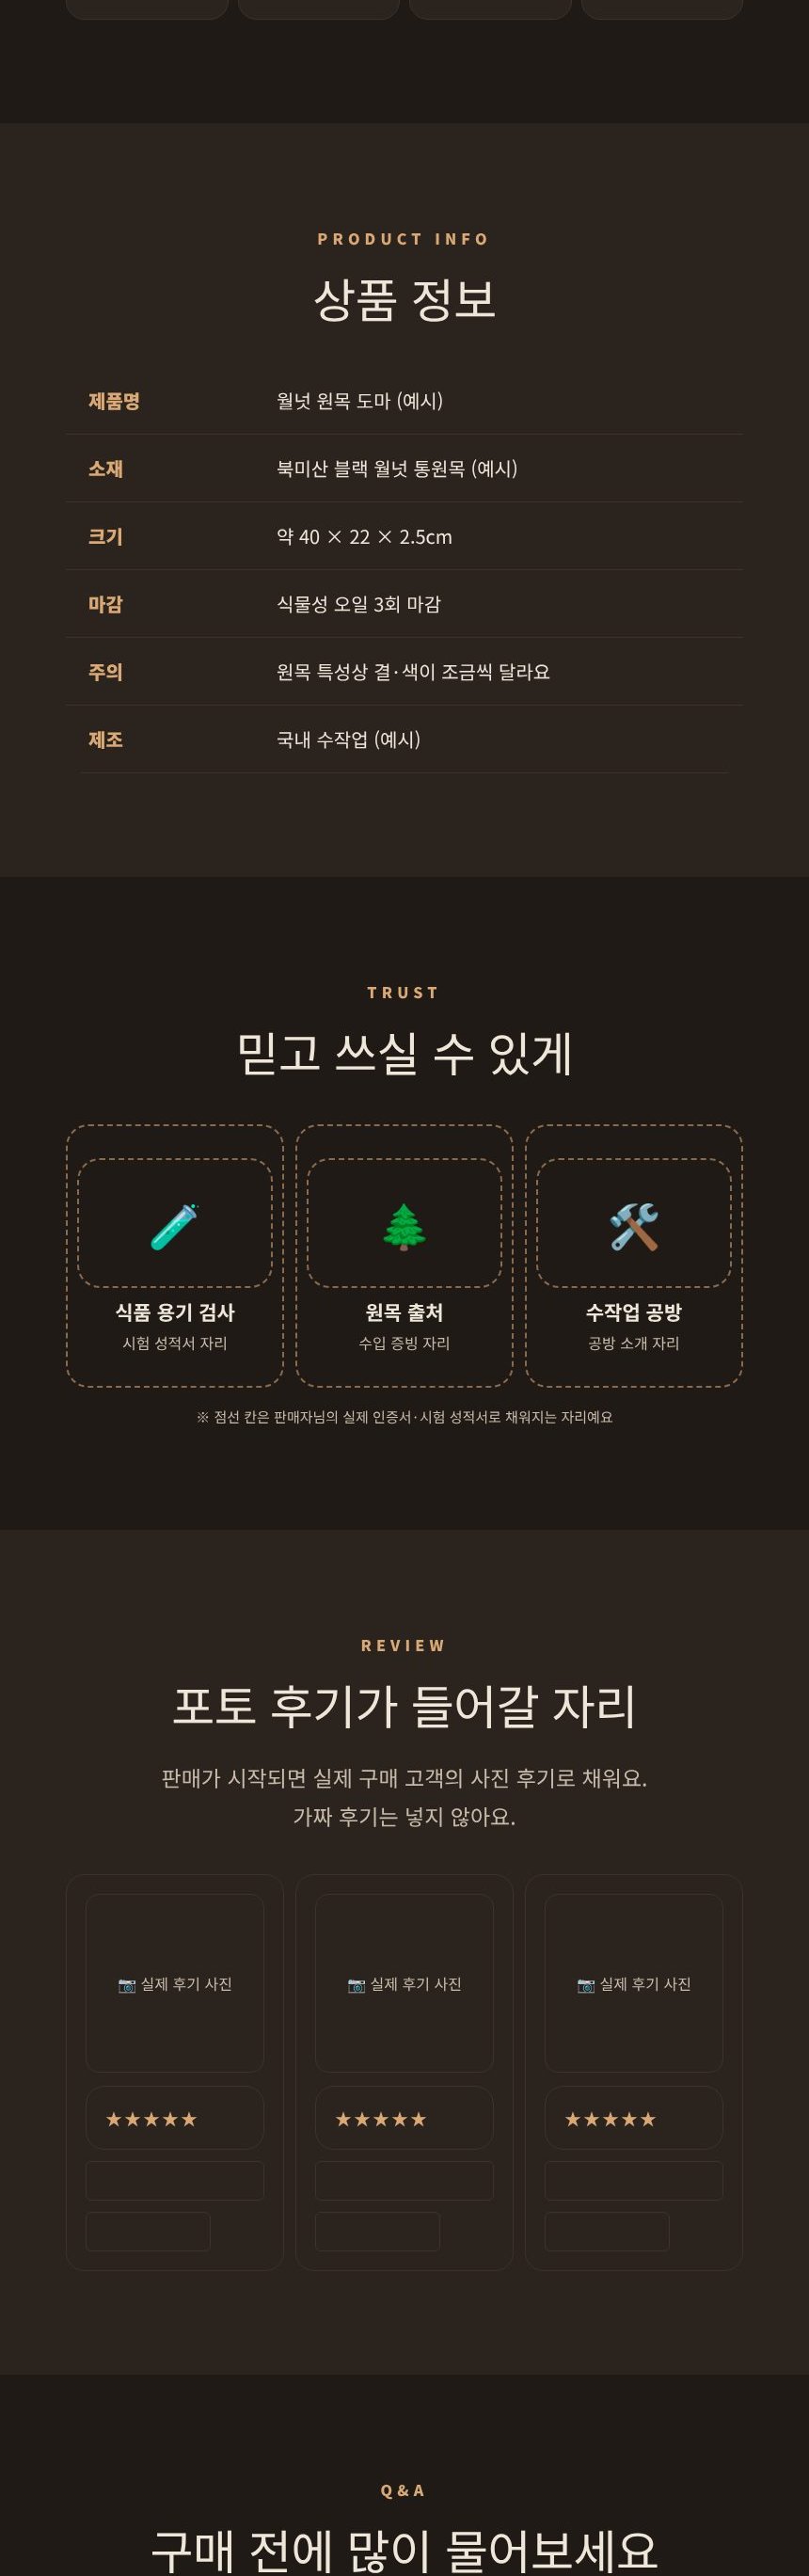 PRODUCT INFO
상품 정보
제품명 월넛 원목 도마 (예시)
소재 북미산 블랙 월넛 통원목 (예시)
크기 약 40 × 22 × 2.5cm
마감 식물성 오일 3회 마감
주의 원목 특성상 결·색이 조금씩 달라요
제조 국내 수작업 (예시)
TRUST
믿고 쓰실 수 있게
식품 용기 검사
시험 성적서 자리
원목 출처
수입 증빙 자리
수작업 공방
공방 소개 자리
※ 점선 칸은 판매자님의 실제 인증서·시험 성적서로 채워지는 자리예요
REVIEW
포토 후기가 들어갈 자리
판매가 시작되면 실제 구매 고객의 사진 후기로 채워요.
가짜 후기는 넣지 않아요.
📷 실제 후기 사진
📷 실제 후기 사진
📷 실제 후기 사진
★★★★★
★★★★★
★★★★★
Q&A
구매 전에 많이 물어보세요